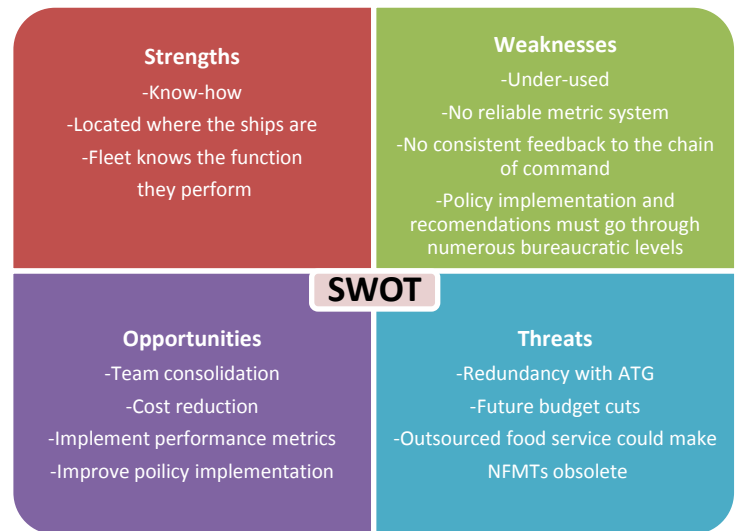 Strengths
-Know-how
-Located where the ships are
-Fleet knows the function
they perform
Weaknesses
-Under-used
-No reliable metric system
-No consistent feedback to the chain
of command
-Policy implementation and
recomendations must go through
numerous bureaucratic levels
SWOT
Opportunities
-Team consolidation
-Cost reduction
-Implement performance metrics
-Improve poilicy implementation
Threats
-Redundancy with ATG
-Future budget cuts
-Outsourced food service could make
NFMTs obsolete